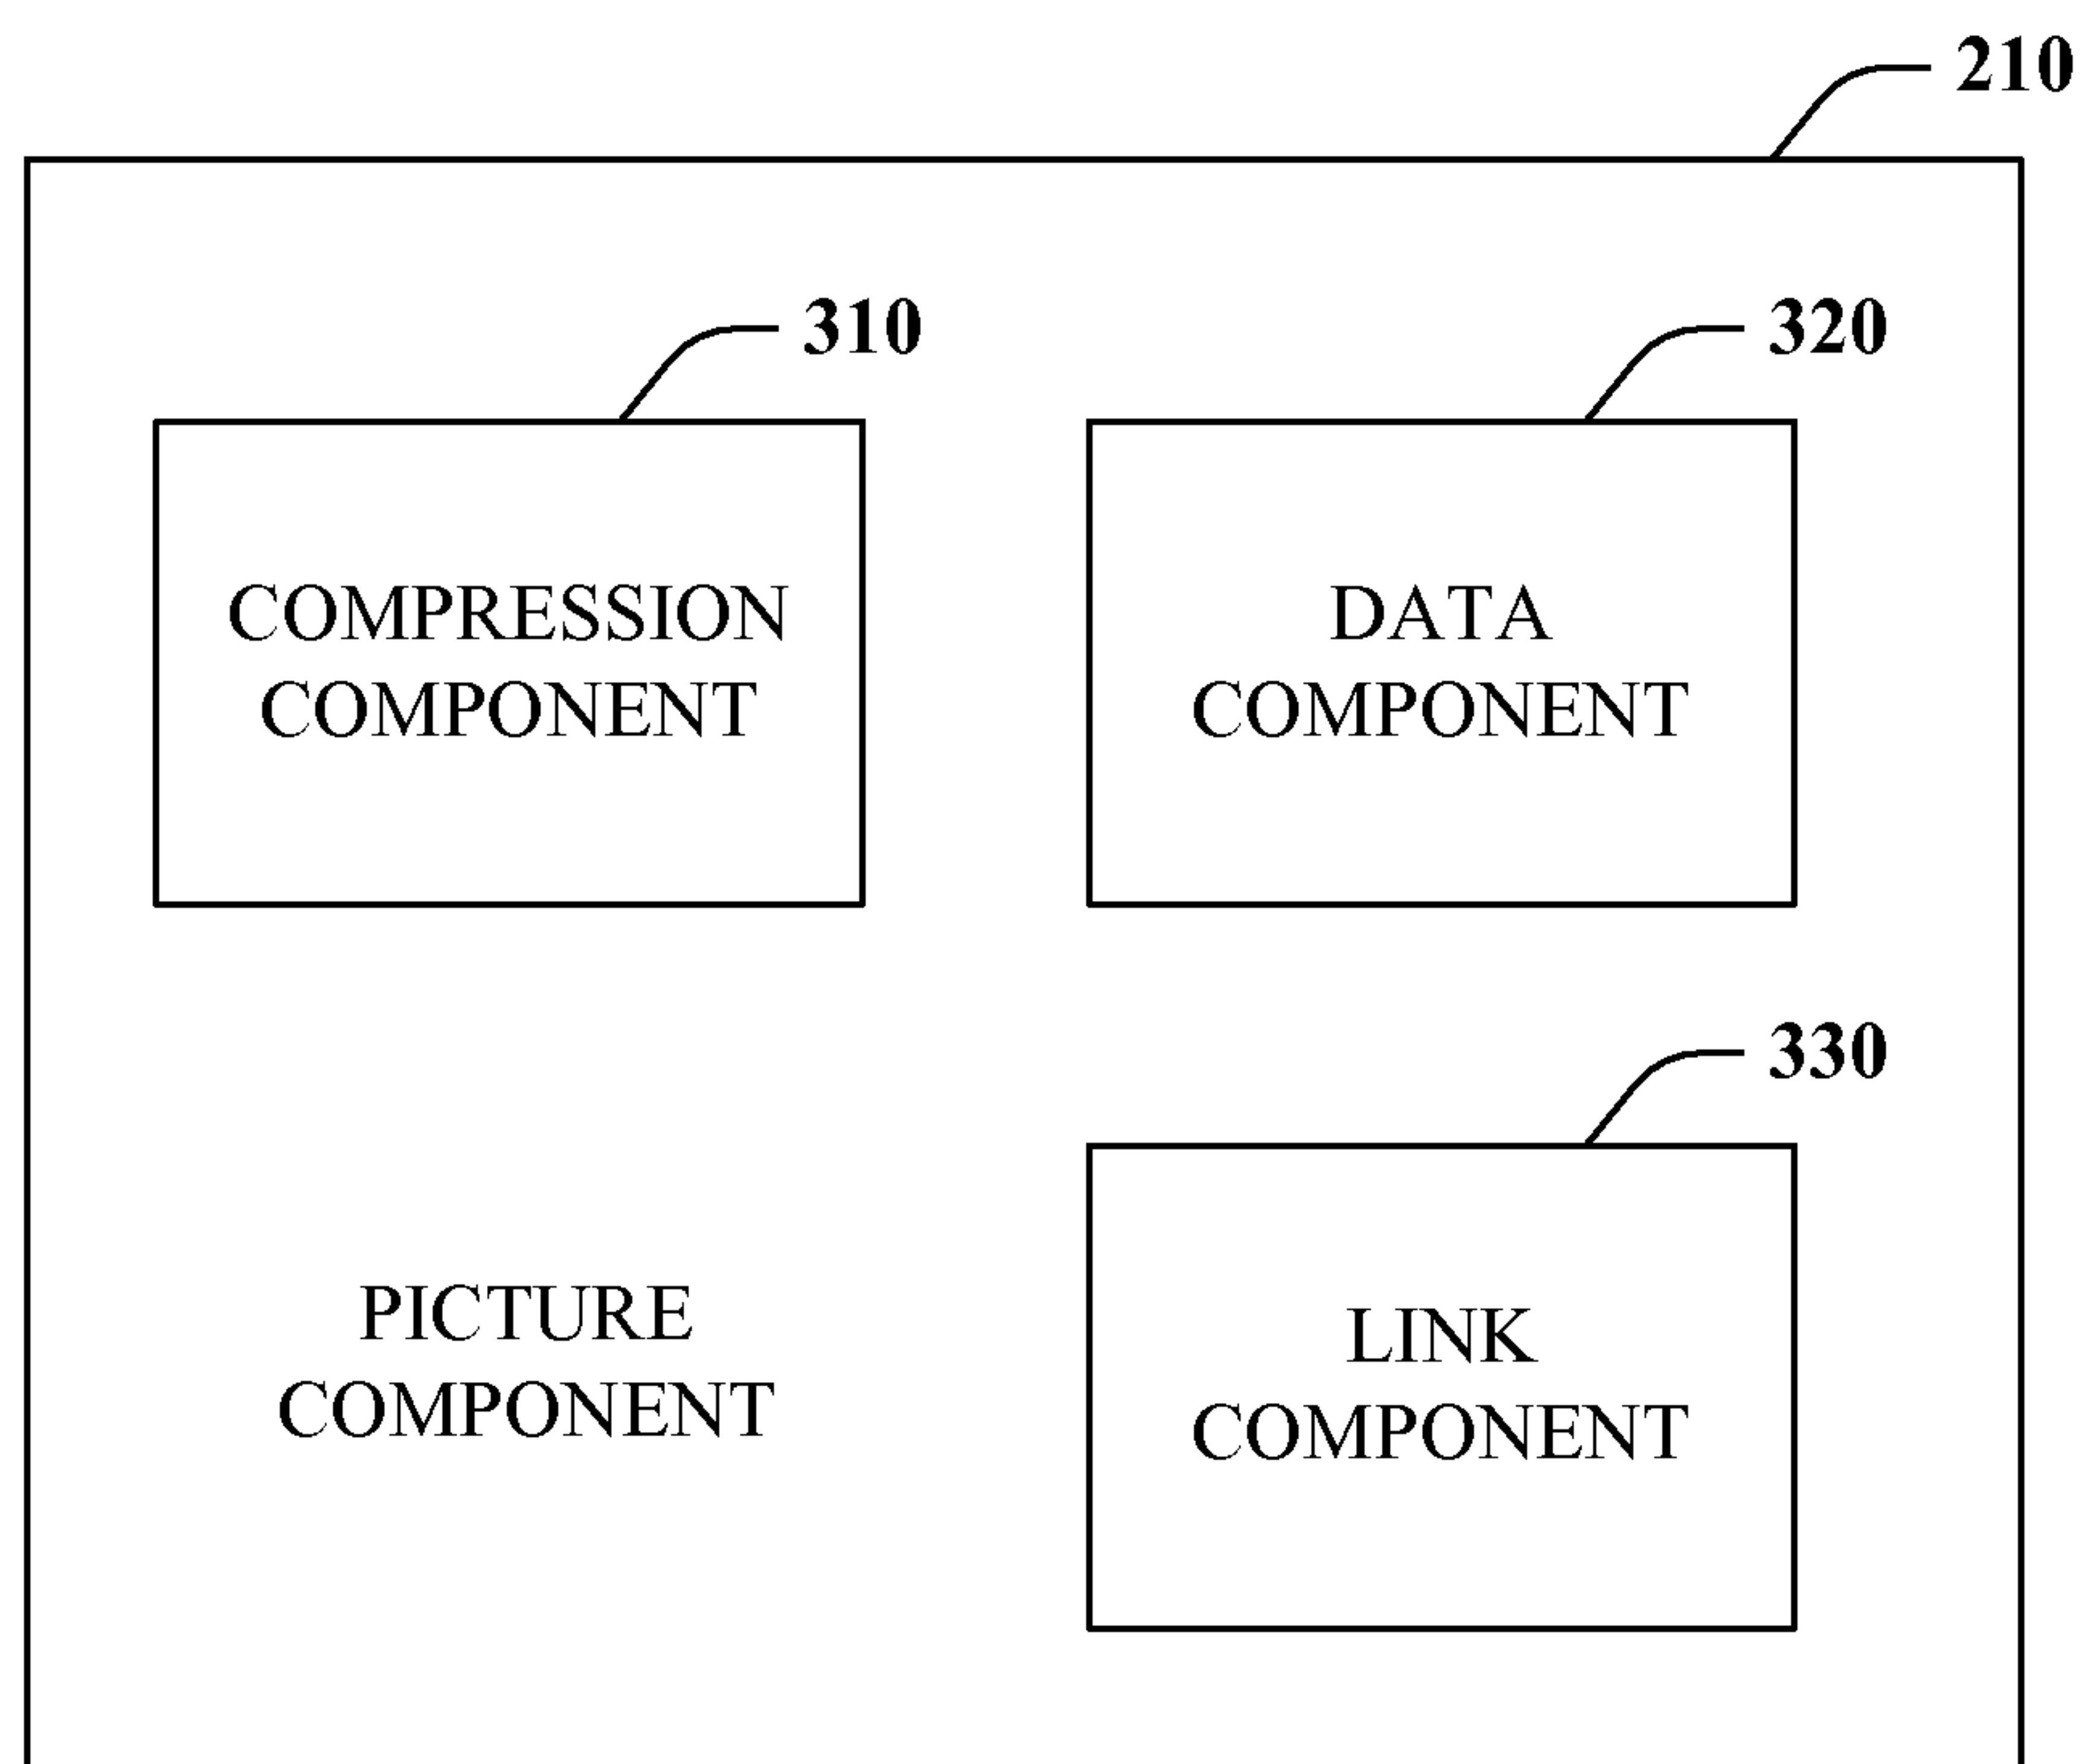 210
310
320
COMPRESSION
COMPONENT
DATA
COMPONENT
330
PICTURE
COMPONENT
LINK
COMPONENT